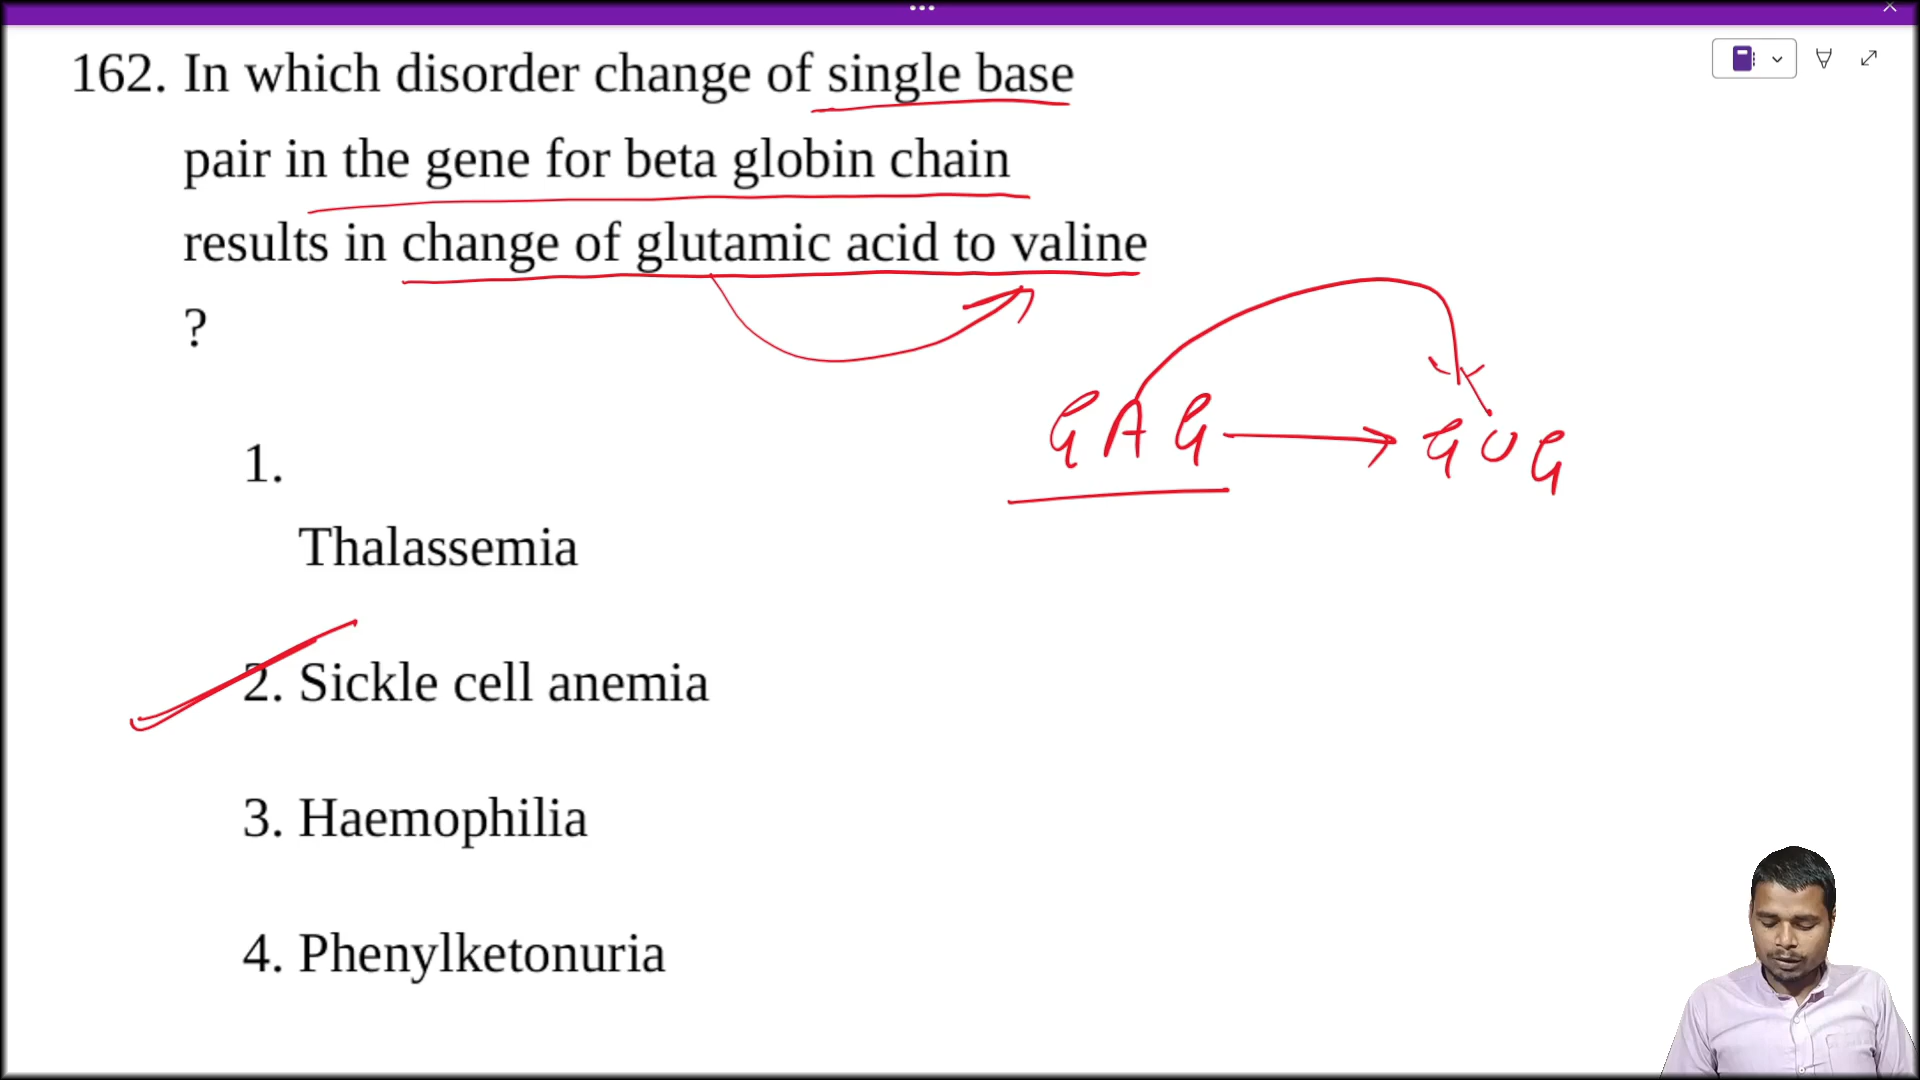 162. In which disorder change of single base
pair in the gene for beta globin chain
results in change of glutamic acid to valine
?
GAG → GUG
1.
Thalassemia
2. Sickle cell anemia
3. Haemophilia
4. Phenylketonuria